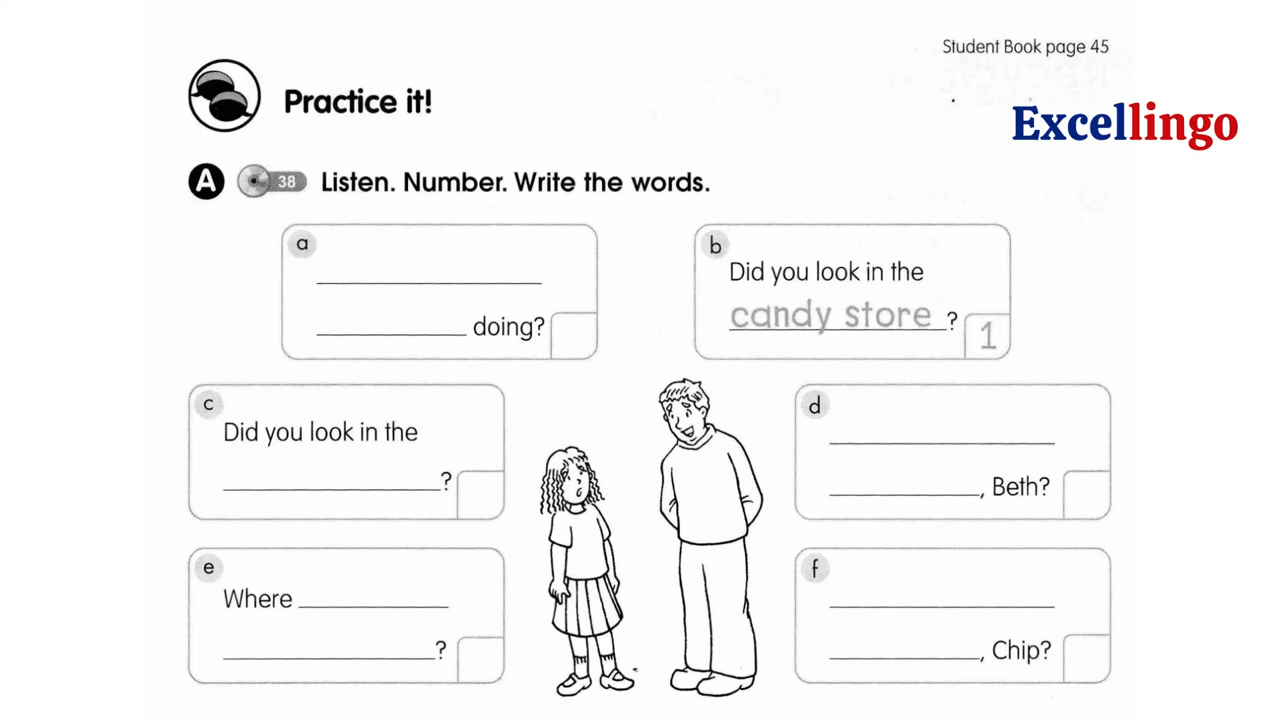 Student Book page 45
Practice it!
Excellingo
A 38 Listen. Number. Write the words.
a
doing?
b
Did you look in the
candy store?
1
c
Did you look in the
?
d
, Beth?
e
Where
?
f
, Chip?